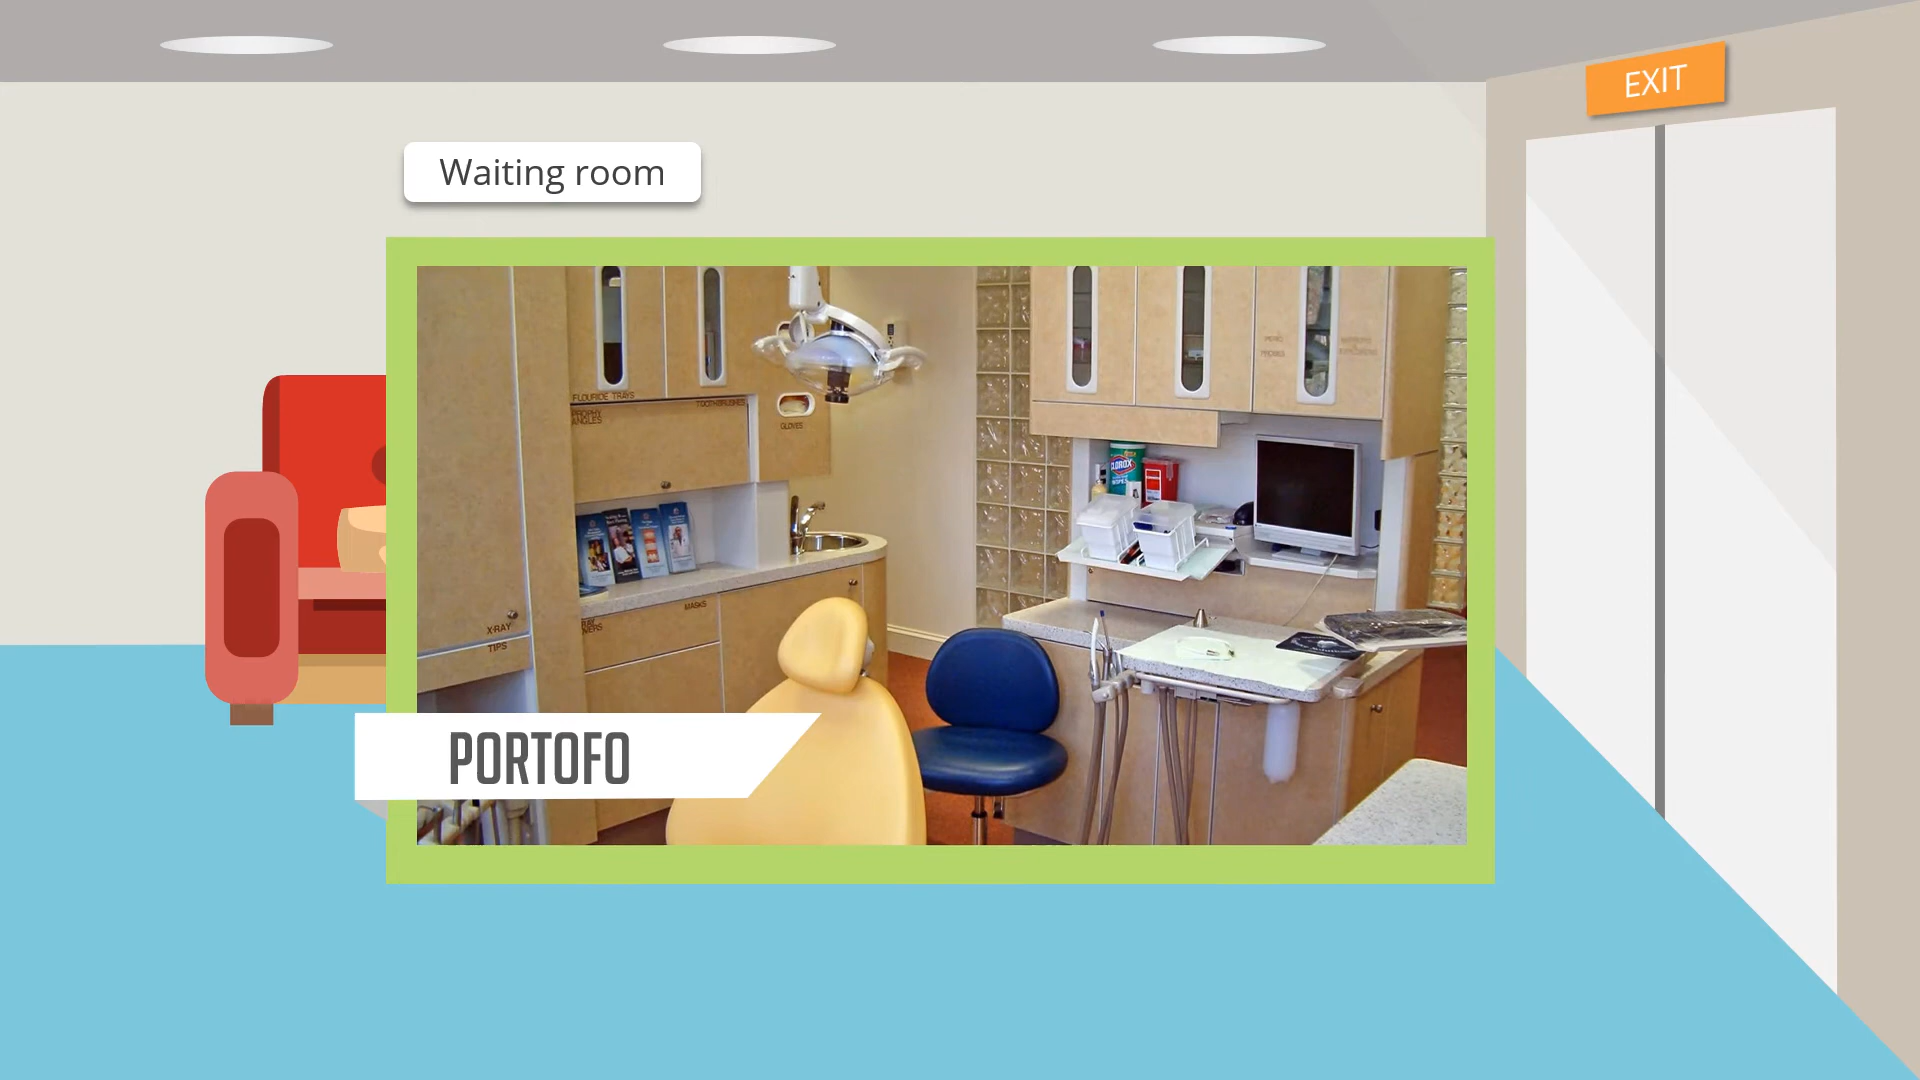 EXIT
Waiting room
FLOURIDE TRAYS
PROPHY
ANGLES
TOOTHBRUSHES
GLOVES
CLOROX
MASKS
X-RAY
TIPS
PORTOFO